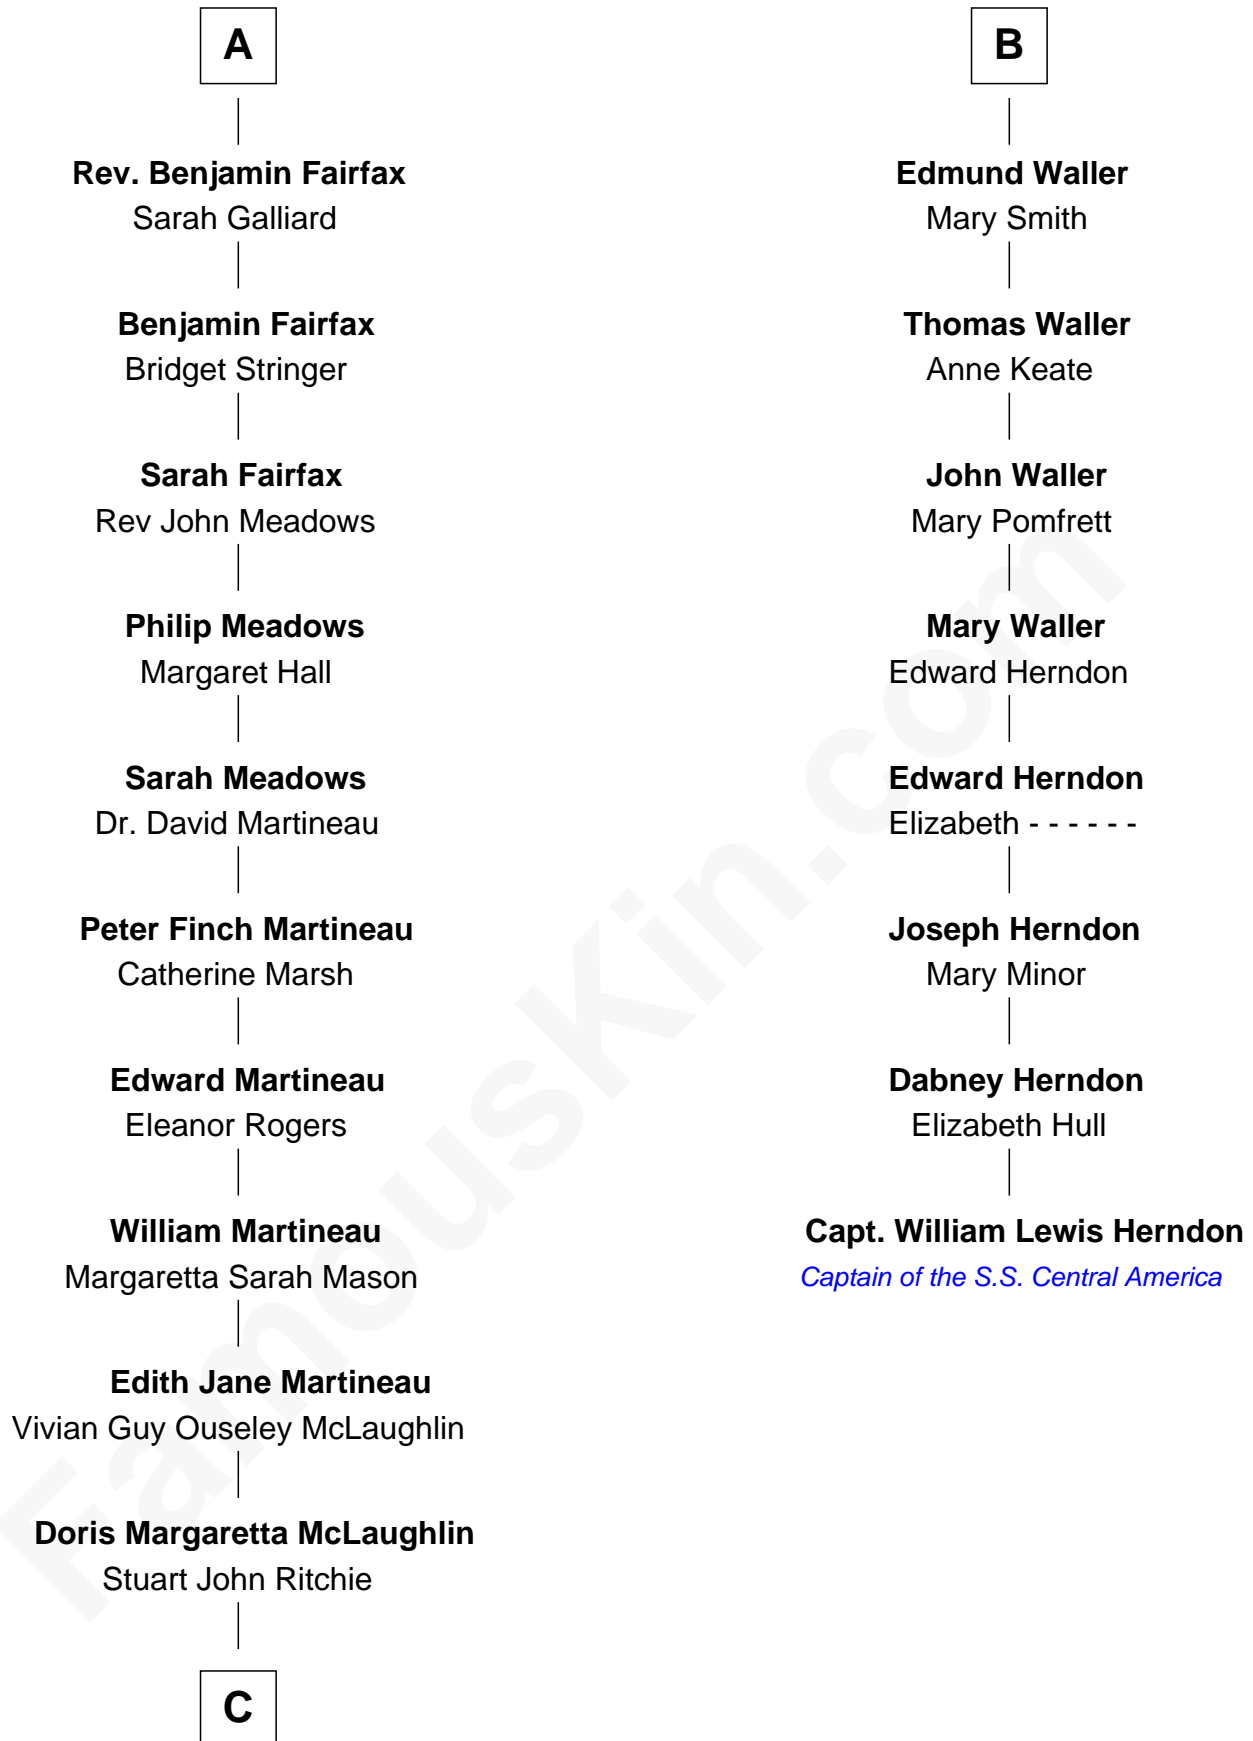 A
Rev. Benjamin Fairfax
Sarah Galliard
Benjamin Fairfax
Bridget Stringer
Sarah Fairfax
Rev John Meadows
Philip Meadows
Margaret Hall
Sarah Meadows
Dr. David Martineau
Peter Finch Martineau
Catherine Marsh
Edward Martineau
Eleanor Rogers
William Martineau
Margaretta Sarah Mason
Edith Jane Martineau
Vivian Guy Ouseley McLaughlin
Doris Margaretta McLaughlin
Stuart John Ritchie
C
B
Edmund Waller
Mary Smith
Thomas Waller
Anne Keate
John Waller
Mary Pomfrett
Mary Waller
Edward Herndon
Edward Herndon
Elizabeth - - - - - -
Joseph Herndon
Mary Minor
Dabney Herndon
Elizabeth Hull
Capt. William Lewis Herndon
Captain of the S.S. Central America
FamousKin.com